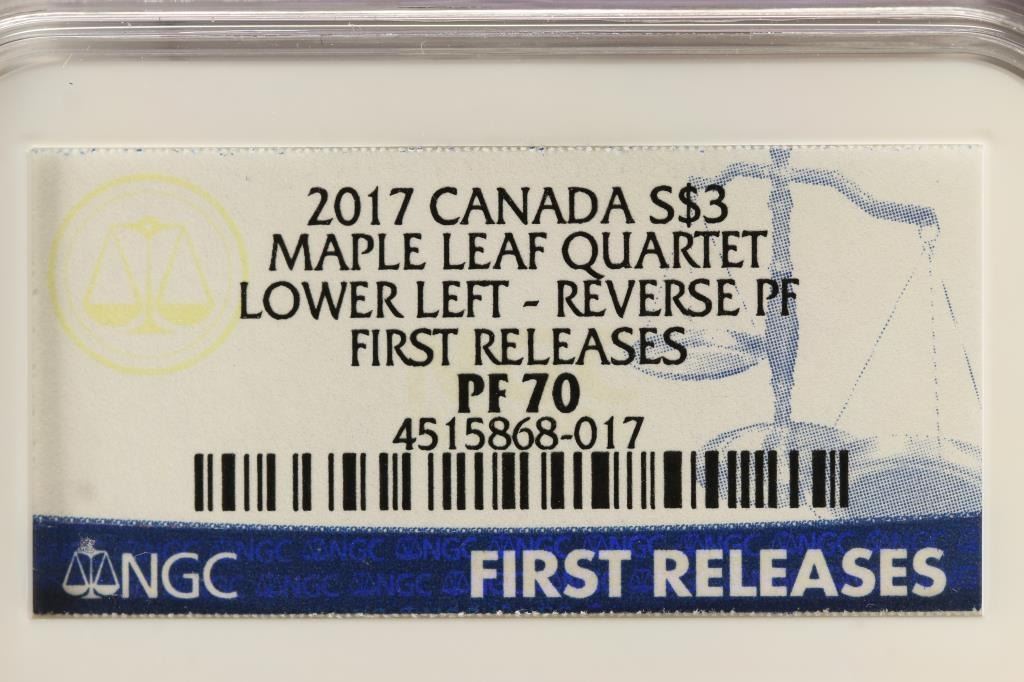 2017 CANADA S$3
MAPLE LEAF QUARTET
LOWER LEFT - REVERSE PF
FIRST RELEASES
PF 70
4515868-017
NGC
FIRST RELEASES